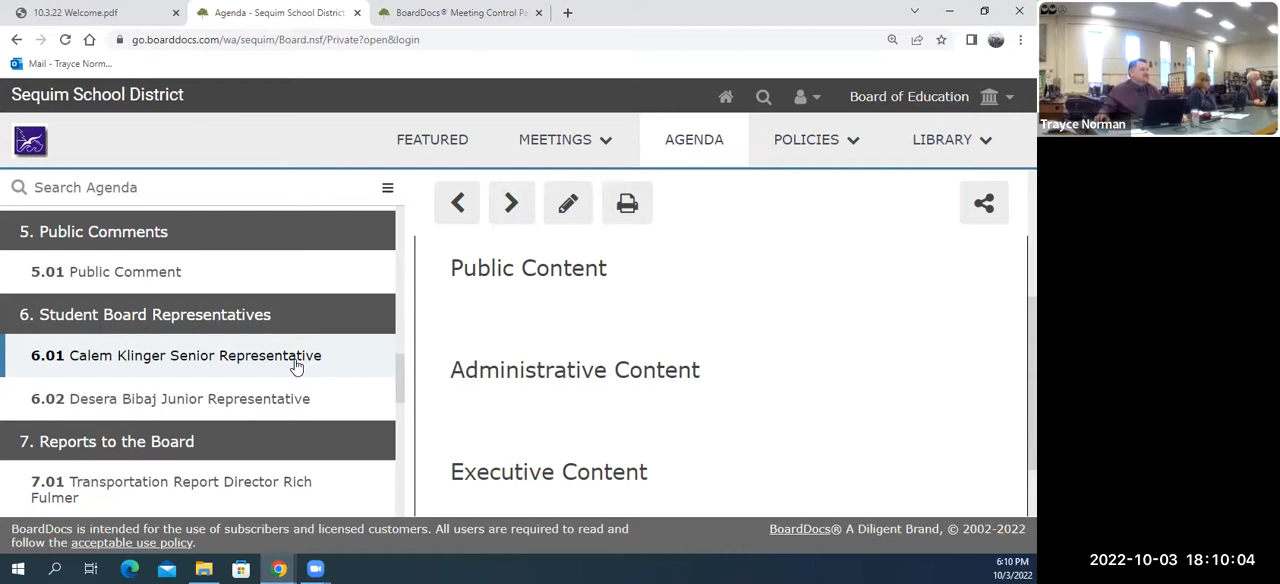 10.3.22 Welcome.pdf
Agenda - Sequim School District
BoardDocs® Meeting Control Pa
go.boarddocs.com/wa/sequim/Board.nsf/Private?open&login
Mail - Trayce Norm...
Sequim School District
Board of Education
FEATURED
MEETINGS
AGENDA
POLICIES
LIBRARY
Search Agenda
5. Public Comments
5.01 Public Comment
6. Student Board Representatives
6.01 Calem Klinger Senior Representative
6.02 Desera Bibaj Junior Representative
7. Reports to the Board
7.01 Transportation Report Director Rich
Fulmer
Public Content
Administrative Content
Executive Content
BoardDocs is intended for the use of subscribers and licensed customers. All users are required to read and
follow the acceptable use policy.
BoardDocs® A Diligent Brand, © 2002-2022
6:10 PM
10/3/2022
Trayce Norman
2022-10-03 18:10:04